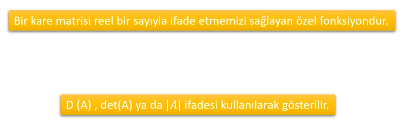 Bir kare matrisi reel bir sayıyla ifade etmemizi sağlayan özel fonksiyondur.
D (A) , det(A) ya da |A| ifadesi kullanılarak gösterilir.